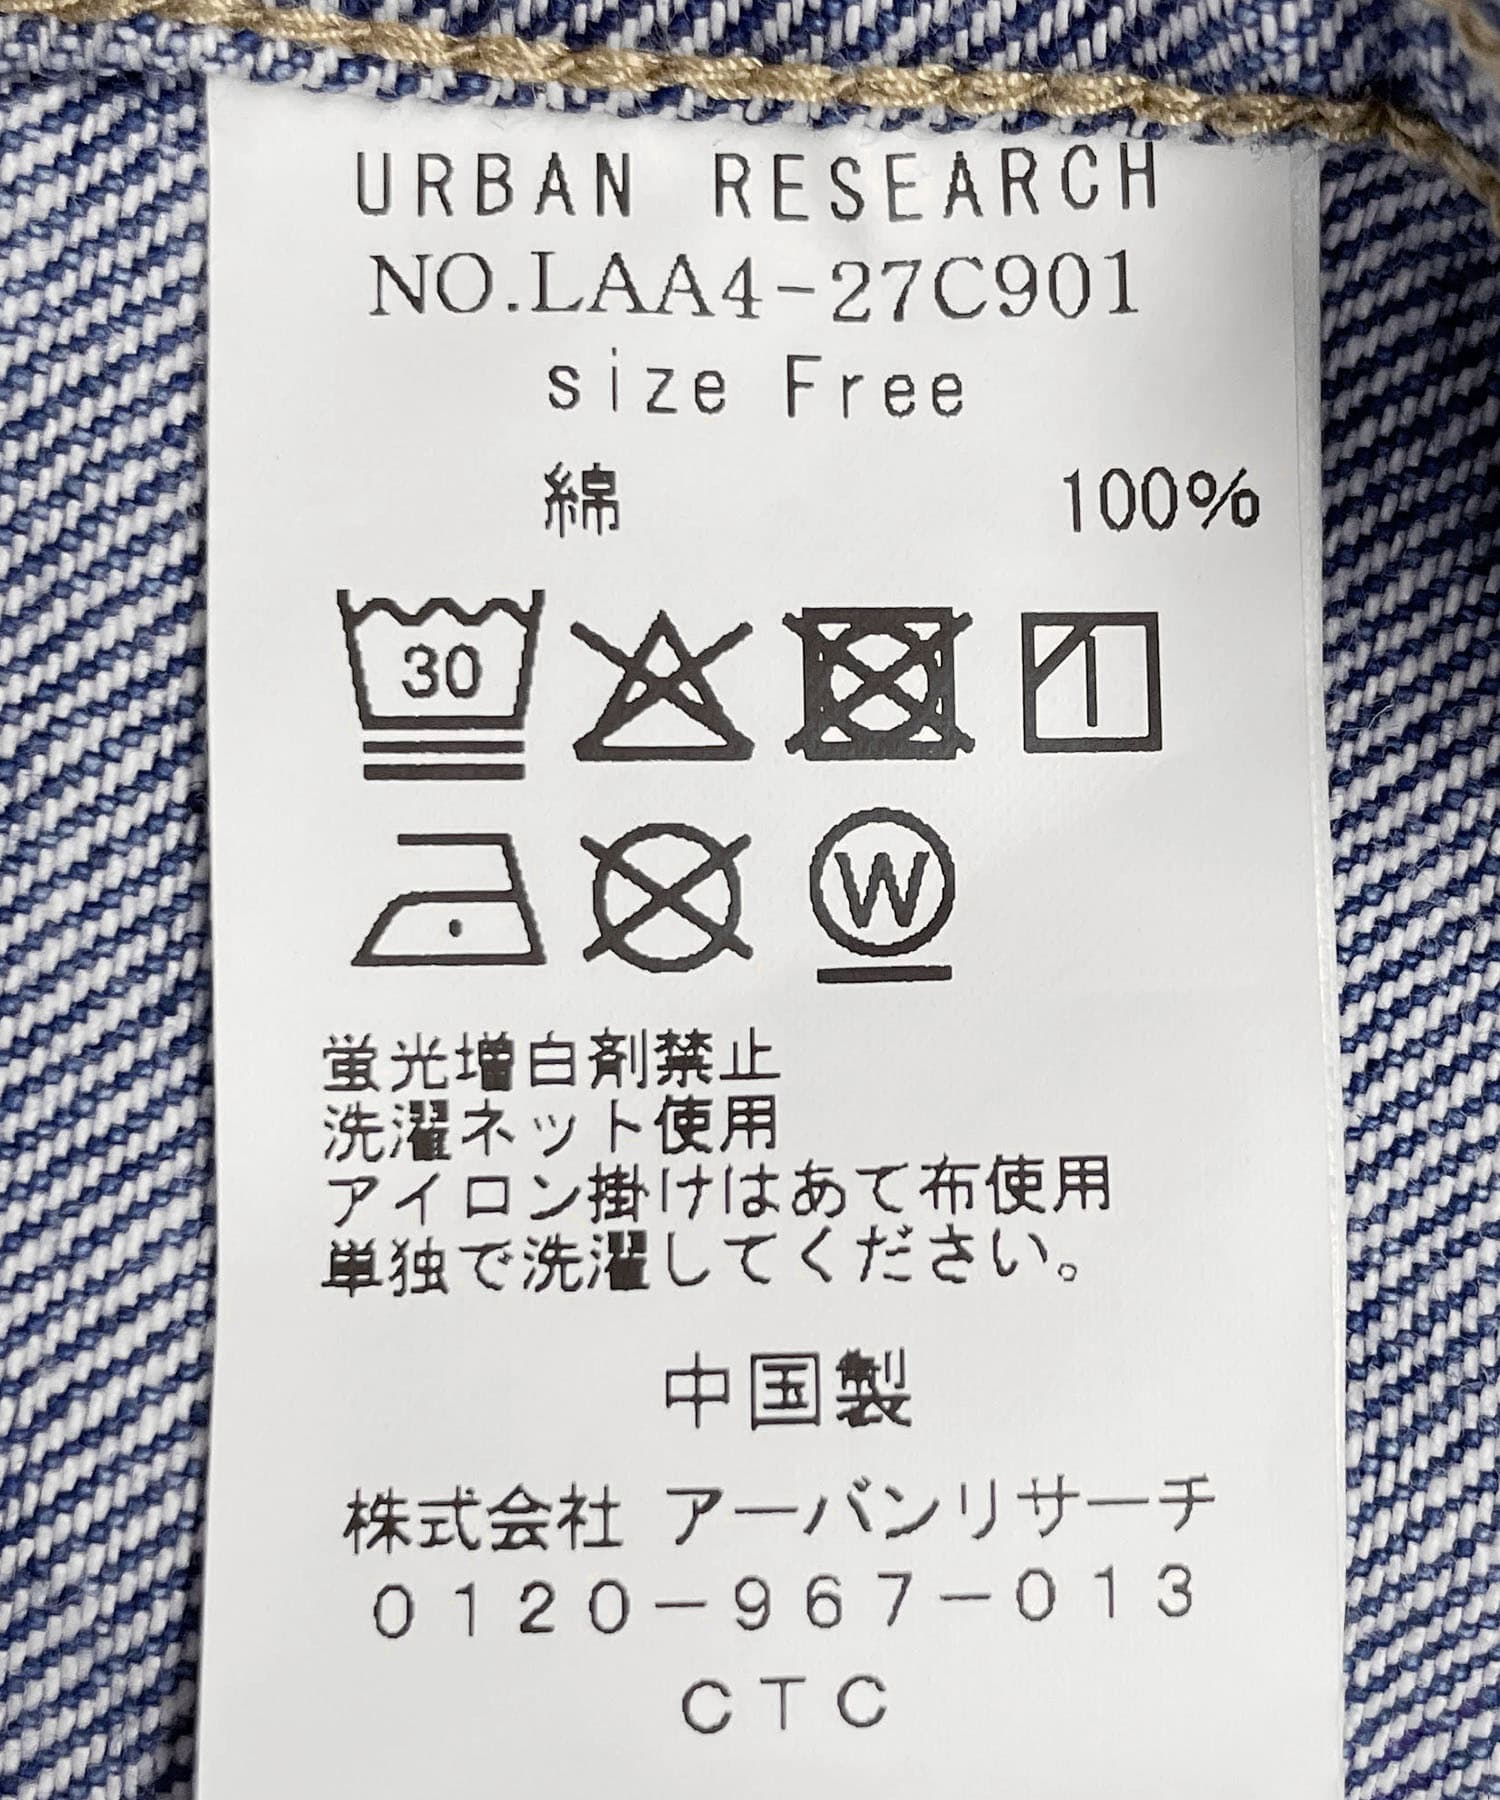 URBAN RESEARCH
NO.LAA4-27C901
size Free
綿 100%
30
W
蛍光増白剤禁止
洗濯ネット使用
アイロン掛けはあて布使用
単独で洗濯してください。
中国製
株式会社 アーバンリサーチ
0120-967-013
CTC